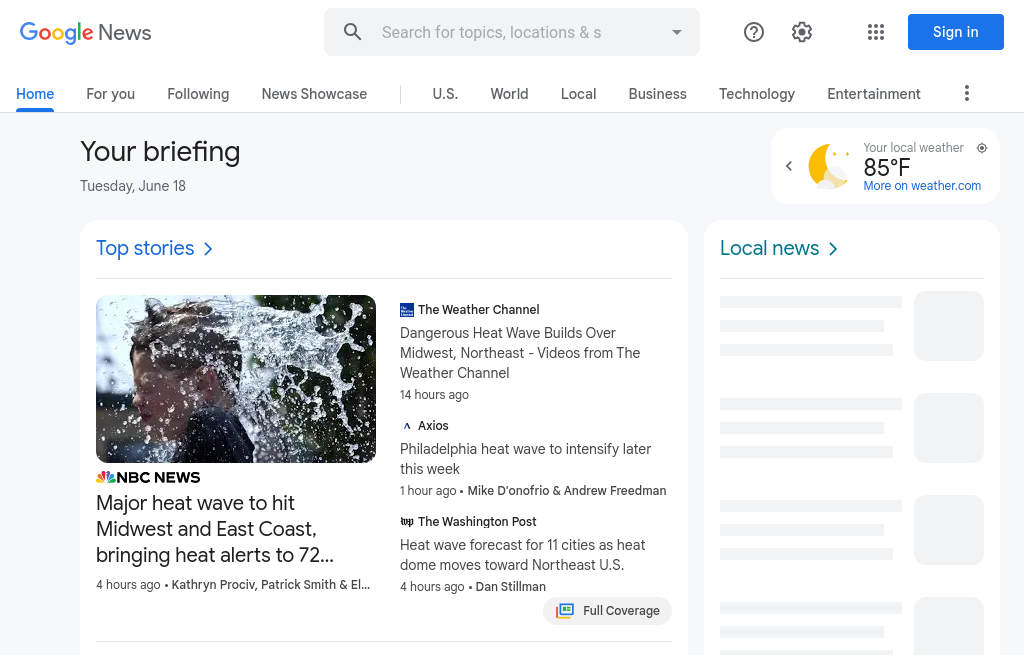 Google News
Search for topics, locations & s
Sign in
Home
For you
Following
News Showcase
U.S.
World
Local
Business
Technology
Entertainment
Your briefing
Tuesday, June 18
Your local weather
85°F
More on weather.com
Top stories
NBC NEWS
Major heat wave to hit
Midwest and East Coast,
bringing heat alerts to 72...
4 hours ago • Kathryn Prociv, Patrick Smith & El...
The Weather Channel
Dangerous Heat Wave Builds Over
Midwest, Northeast - Videos from The
Weather Channel
14 hours ago
Axios
Philadelphia heat wave to intensify later
this week
1 hour ago • Mike D'onofrio & Andrew Freedman
The Washington Post
Heat wave forecast for 11 cities as heat
dome moves toward Northeast U.S.
4 hours ago • Dan Stillman
Full Coverage
Local news